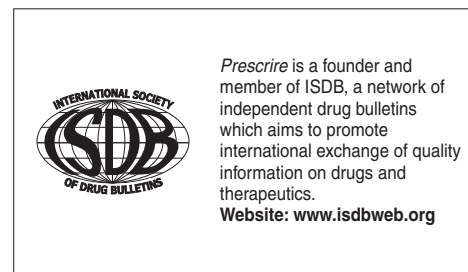 INTERNATIONAL SOCIETY
ISDB
OF DRUG BULLETINS
Prescrire is a founder and
member of ISDB, a network of
independent drug bulletins
which aims to promote
international exchange of quality
information on drugs and
therapeutics.
Website: www.isdbweb.org